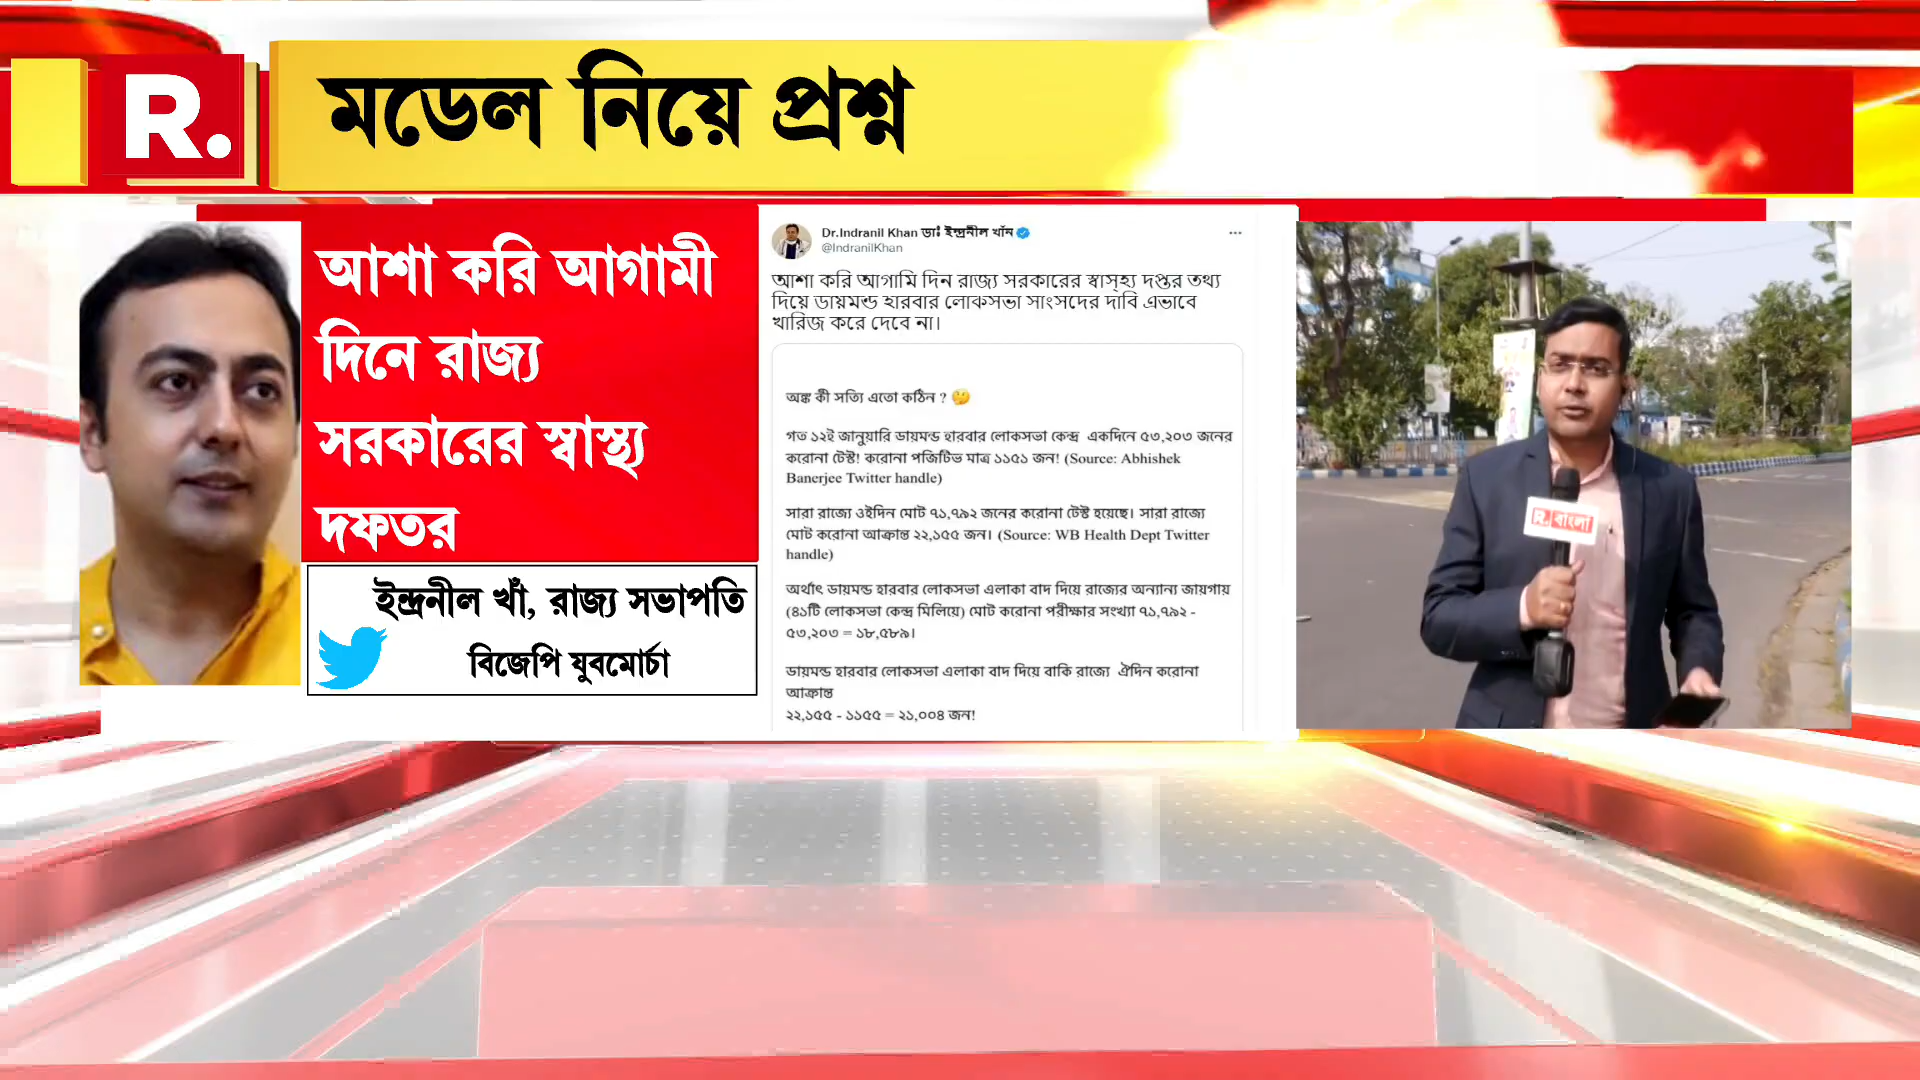 R.
মডেল নিয়ে প্রশ্ন
আশা করি আগামী
দিনে রাজ্য
সরকারের স্বাস্থ্য
দফতর
ইন্দ্রনীল খাঁ, রাজ্য সভাপতি
বিজেপি যুবমোর্চা
Dr.Indranil Khan ডাঃ ইন্দ্রনীল খাঁন
@IndranilKhan
আশা করি আগামি দিন রাজ্য সরকারের স্বাস্হ্য দপ্তর তথ্য
দিয়ে ডায়মন্ড হারবার লোকসভা সাংসদের দাবি এভাবে
খারিজ করে দেবে না।
অঙ্ক কী সত্যি এতো কঠিন ? 🤔
গত ১২ই জানুয়ারি ডায়মন্ড হারবার লোকসভা কেন্দ্র একদিনে ৫৩,২০৩ জনের
করোনা টেস্ট! করোনা পজিটিভ মাত্র ১১৫১ জন! (Source: Abhishek
Banerjee Twitter handle)
সারা রাজ্যে ওইদিন মোট ৭১,৭৯২ জনের করোনা টেস্ট হয়েছে। সারা রাজ্যে
মোট করোনা আক্রান্ত ২২,১৫৫ জন। (Source: WB Health Dept Twitter
handle)
অর্থাৎ ডায়মন্ড হারবার লোকসভা এলাকা বাদ দিয়ে রাজ্যের অন্যান্য জায়গায়
(৪১টি লোকসভা কেন্দ্র মিলিয়ে) মোট করোনা পরীক্ষার সংখ্যা ৭১,৭৯২ -
৫৩,২০৩ = ১৮,৫৮৯।
ডায়মন্ড হারবার লোকসভা এলাকা বাদ দিয়ে বাকি রাজ্যে ঐদিন করোনা
আক্রান্ত
২২,১৫৫ - ১১৫৫ = ২১,০০৪ জন!
R. বাংলা